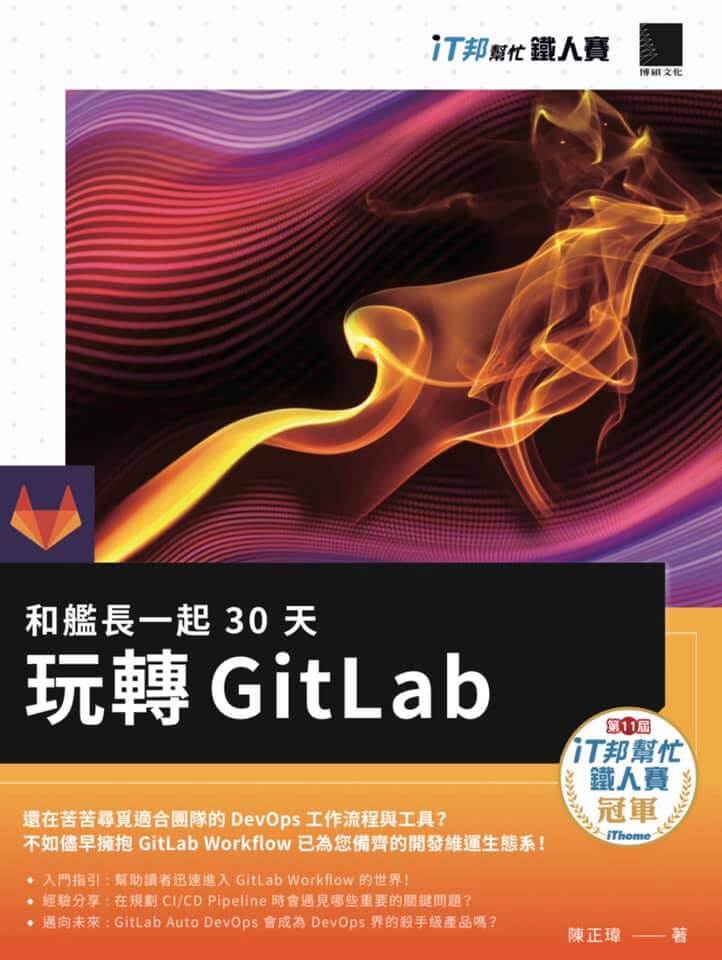 iT邦幫忙 鐵人賽
博碩文化
和艦長一起 30 天
玩轉 GitLab
第11屆
iT邦幫忙
鐵人賽
冠軍
iThome
還在苦苦尋覓適合團隊的 DevOps 工作流程與工具？
不如儘早擁抱 GitLab Workflow 已為您備齊的開發維運生態系！
◆ 入門指引：幫助讀者迅速進入 GitLab Workflow 的世界！
◆ 經驗分享：在規劃 CI/CD Pipeline 時會遇見哪些重要的關鍵問題？
◆ 邁向未來：GitLab Auto DevOps 會成為 DevOps 界的殺手級產品嗎？
陳正瑋 —— 著